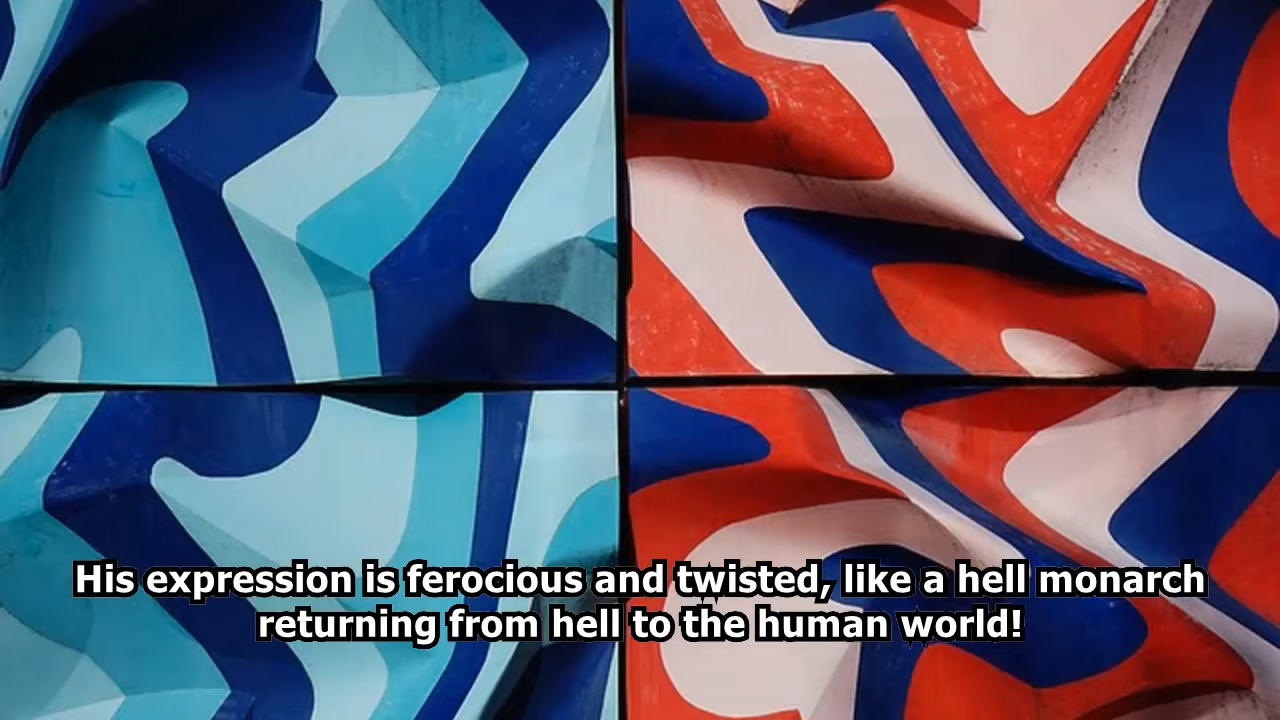 His expression is ferocious and twisted, like a hell monarch
returning from hell to the human world!